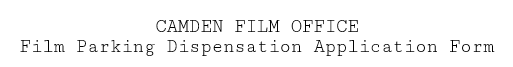 CAMDEN FILM OFFICE
Film Parking Dispensation Application Form